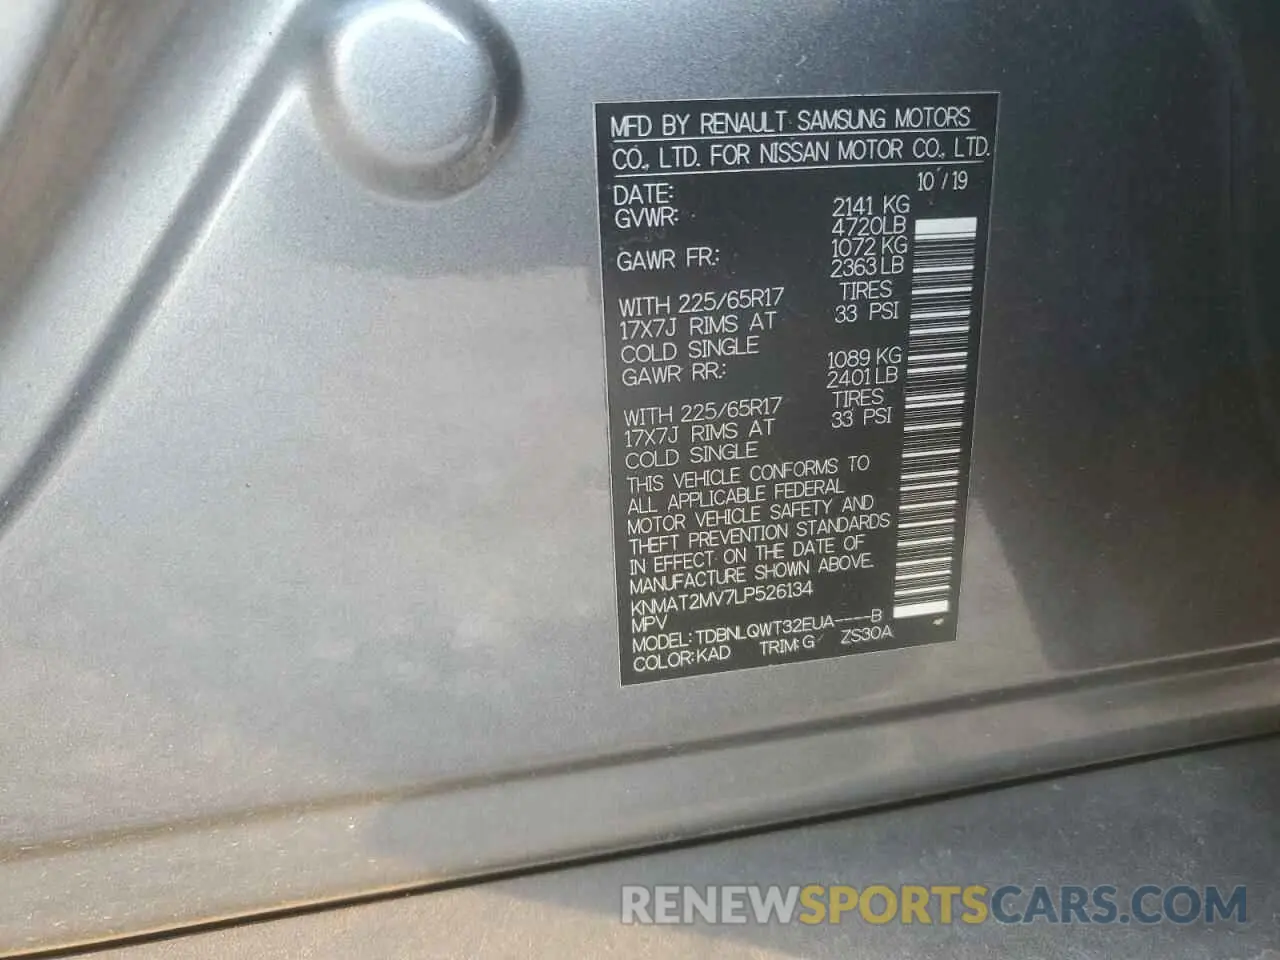 MFD BY RENAULT SAMSUNG MOTORS
CO., LTD. FOR NISSAN MOTOR CO., LTD.
DATE: 10 / 19
GVWR: 2141 KG
4720LB
GAWR FR: 1072 KG
2363 LB
WITH 225/65R17 TIRES
17X7J RIMS AT 33 PSI
COLD SINGLE
GAWR RR: 1089 KG
2401 LB
WITH 225/65R17 TIRES
17X7J RIMS AT 33 PSI
COLD SINGLE
THIS VEHICLE CONFORMS TO
ALL APPLICABLE FEDERAL
MOTOR VEHICLE SAFETY AND
THEFT PREVENTION STANDARDS
IN EFFECT ON THE DATE OF
MANUFACTURE SHOWN ABOVE.
KNMAT2MV7LP526134
MPV
MODEL: TDBNLQWT32EUA----B
COLOR: KAD TRIM: G ZS30A
RENEWSPORTSCARS.COM